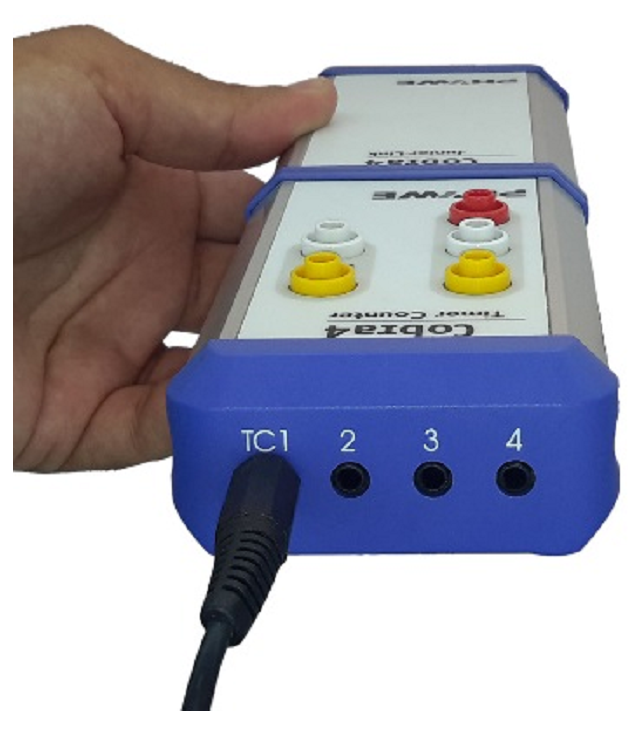 PHYWE
Cobra4
Junior-Link
PHYWE
Cobra4
Timer Counter
TC1 2 3 4